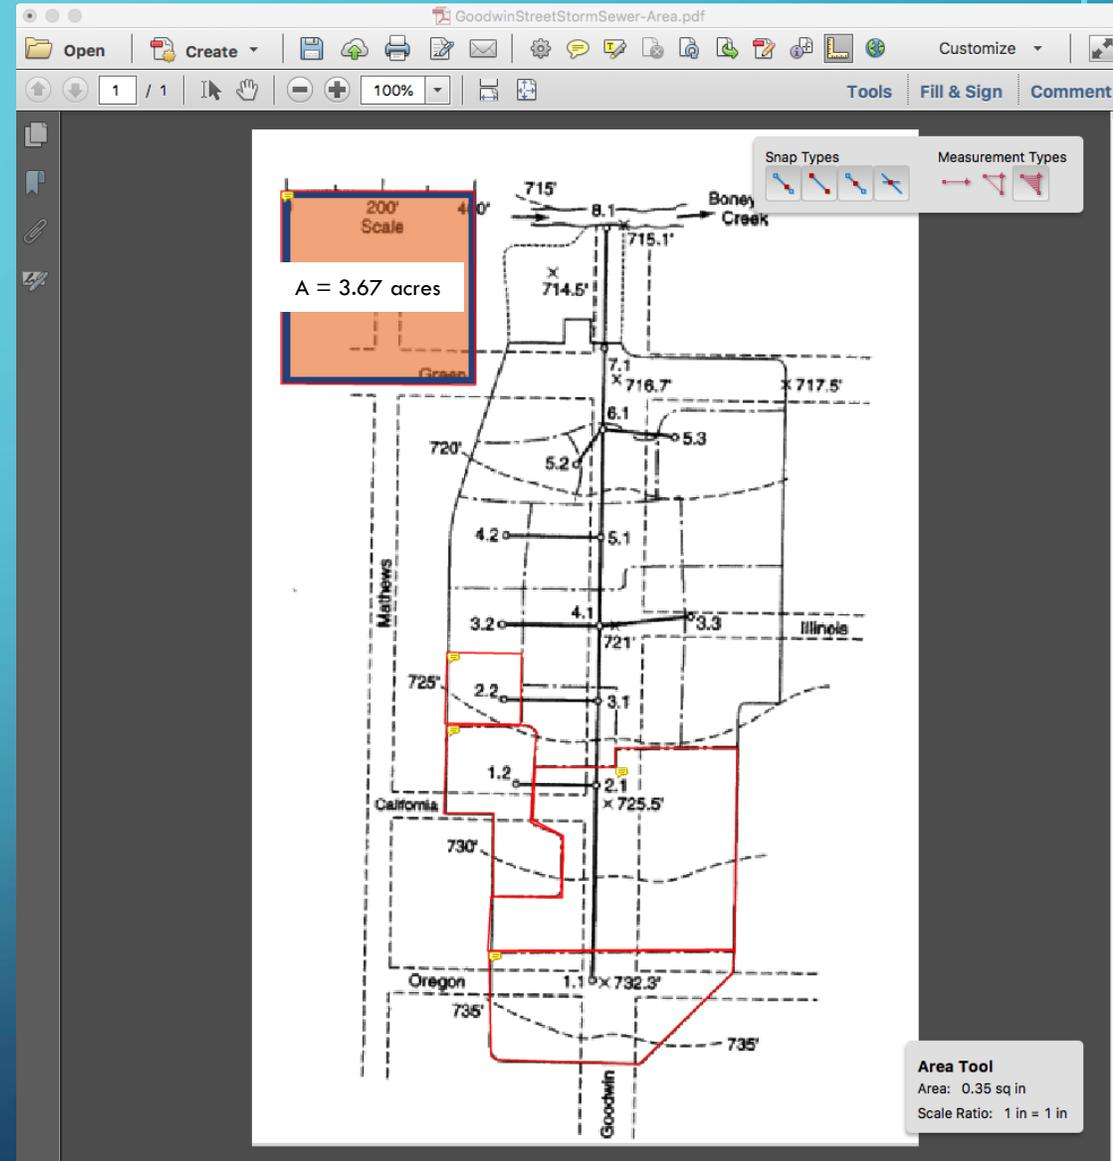 GoodwinStreetStormSewer-Area.pdf
Open
Create
Customize
1 / 1
100%
Tools
Fill & Sign
Comment
Snap Types
Measurement Types
200'
400'
Scale
A = 3.67 acres
715'
8.1
Boney
Creek
715.1'
714.5'
Green
7.1
716.7'
717.5'
6.1
720'
5.2
5.3
4.2
5.1
Mathews
4.1
3.2
721'
3.3
Illinois
725'
2.2
3.1
1.2
2.1
725.5'
California
730'
Oregon
1.1
732.3'
735'
735'
Goodwin
Area Tool
Area: 0.35 sq in
Scale Ratio: 1 in = 1 in